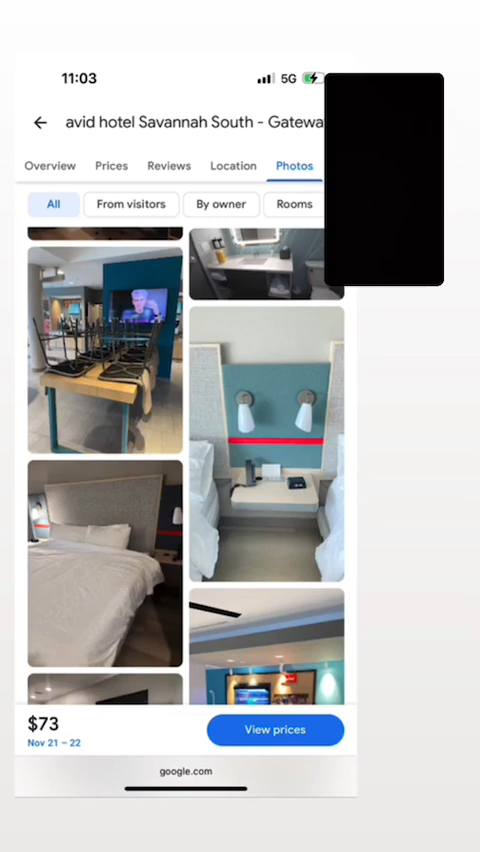 11:03
5G
avid hotel Savannah South - Gatewa
Overview Prices Reviews Location Photos
All From visitors By owner Rooms
$73
Nov 21 – 22
View prices
google.com